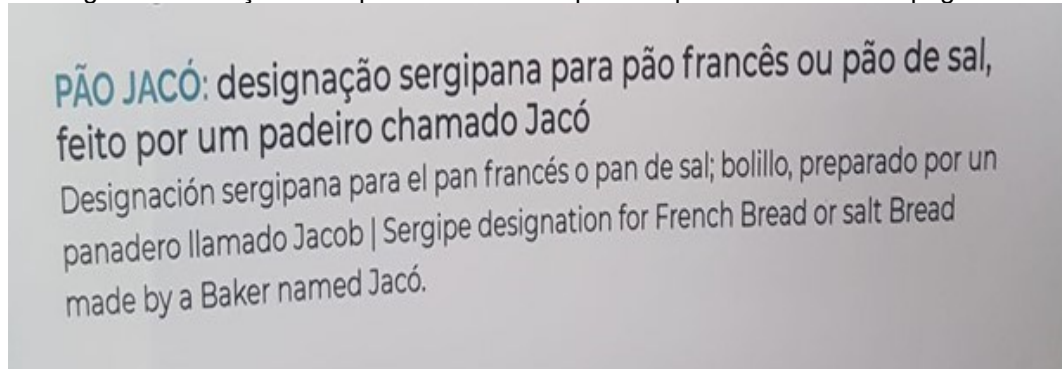 PÃO JACÓ: designação sergipana para pão francês ou pão de sal,
feito por um padeiro chamado Jacó
Designación sergipana para el pan francés o pan de sal; bolillo, preparado por un
panadero llamado Jacob | Sergipe designation for French Bread or salt Bread
made by a Baker named Jacó.